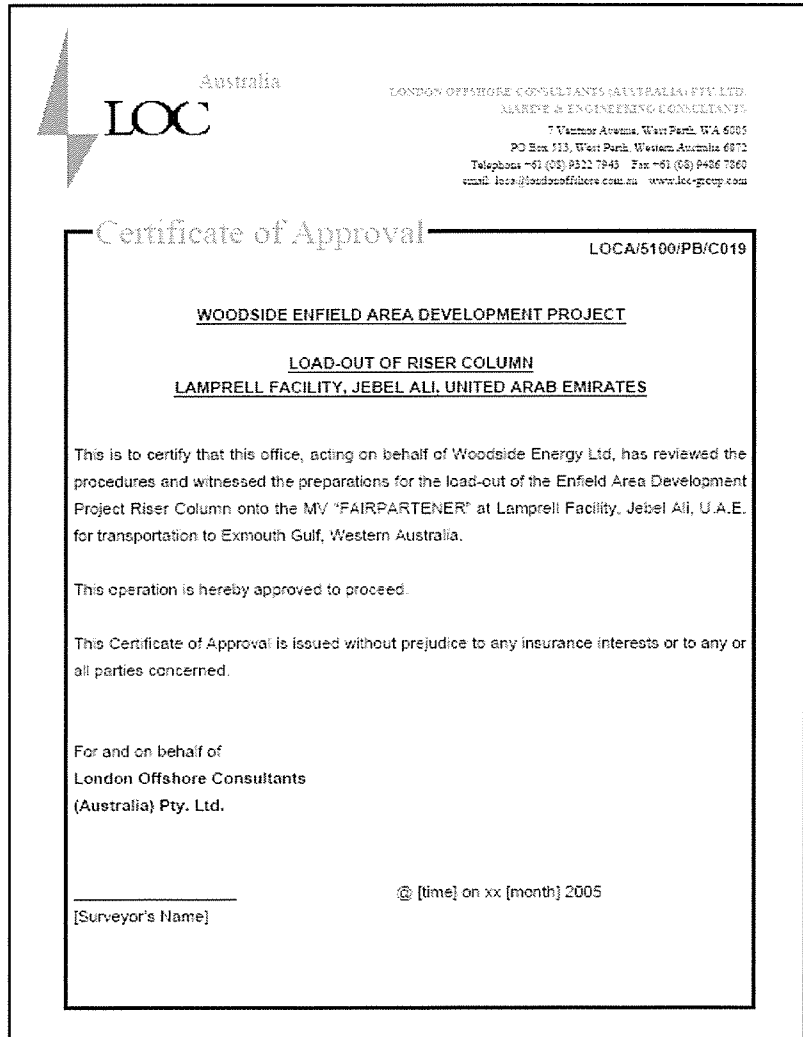 Australia
LOC
LONDON OFFSHORE CONSULTANTS (AUSTRALIA) PTY. LTD.
MARINE & ENGINEERING CONSULTANTS
7 Ventnor Avenue, West Perth, WA 6005
PO Box 513, West Perth, Western Australia 6872
Telephone +61 (08) 9322 7943 Fax +61 (08) 9486 7860
email: loca@londonoffshore.com.au www.loc-group.com
Certificate of Approval
LOCA/5100/PB/C019
WOODSIDE ENFIELD AREA DEVELOPMENT PROJECT
LOAD-OUT OF RISER COLUMN
LAMPRELL FACILITY, JEBEL ALI, UNITED ARAB EMIRATES
This is to certify that this office, acting on behalf of Woodside Energy Ltd, has reviewed the
procedures and witnessed the preparations for the load-out of the Enfield Area Development
Project Riser Column onto the MV "FAIRPARTENER" at Lamprell Facility, Jebel Ali, U.A.E.
for transportation to Exmouth Gulf, Western Australia.
This operation is hereby approved to proceed.
This Certificate of Approval is issued without prejudice to any insurance interests or to any or
all parties concerned.
For and on behalf of
London Offshore Consultants
(Australia) Pty. Ltd.
@ [time] on xx [month] 2005
[Surveyor's Name]